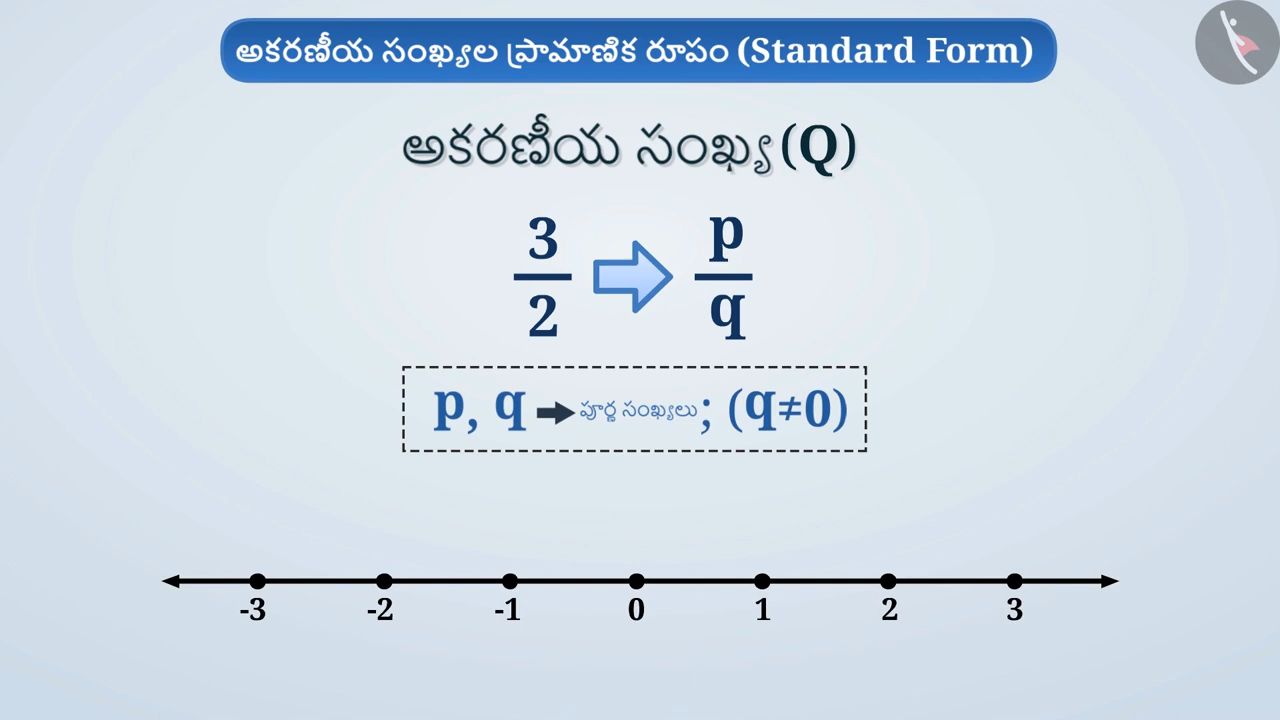 అకరణీయ సంఖ్యల ప్రామాణిక రూపం (Standard Form)
అకరణీయ సంఖ్య (Q)
3 p
2 q
p, q పూర్ణ సంఖ్యలు; (q≠0)
-3 -2 -1 0 1 2 3